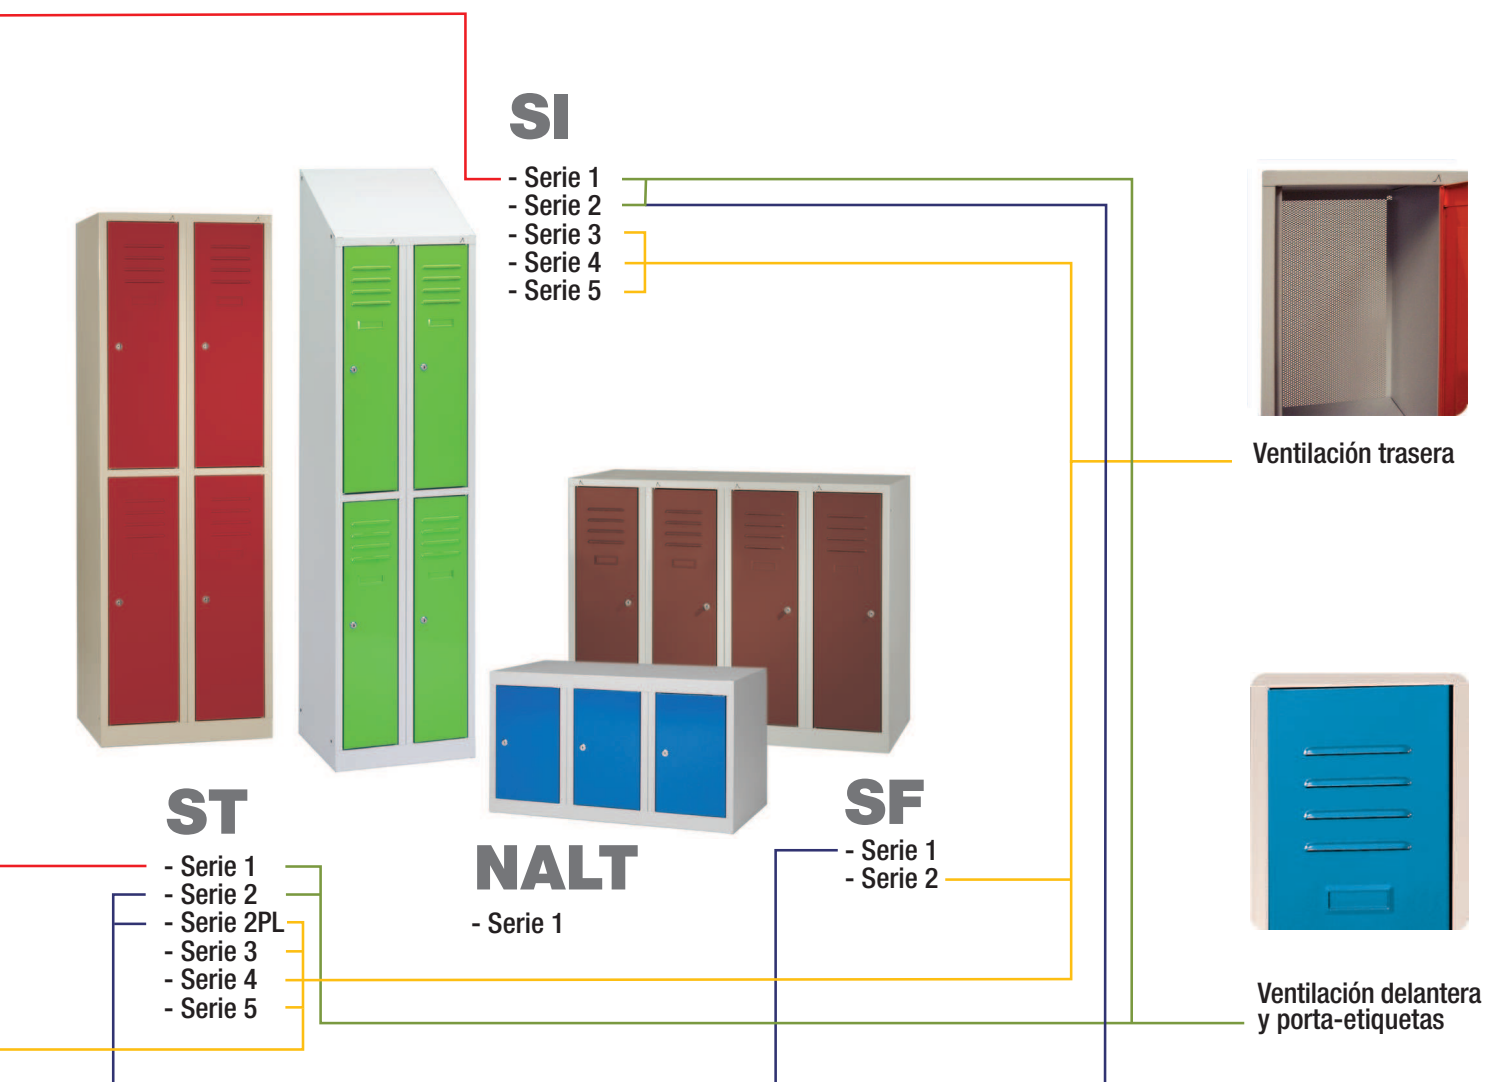 SI
- Serie 1
- Serie 2
- Serie 3
- Serie 4
- Serie 5
Ventilación trasera
ST
- Serie 1
- Serie 2
- Serie 2PL
- Serie 3
- Serie 4
- Serie 5
NALT
- Serie 1
SF
- Serie 1
- Serie 2
Ventilación delantera
y porta-etiquetas